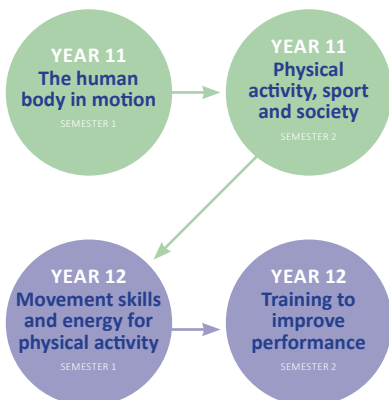 YEAR 11
The human
body in motion
SEMESTER 1
YEAR 11
Physical
activity, sport
and society
SEMESTER 2
YEAR 12
Movement skills
and energy for
physical activity
SEMESTER 1
YEAR 12
Training to
improve
performance
SEMESTER 2